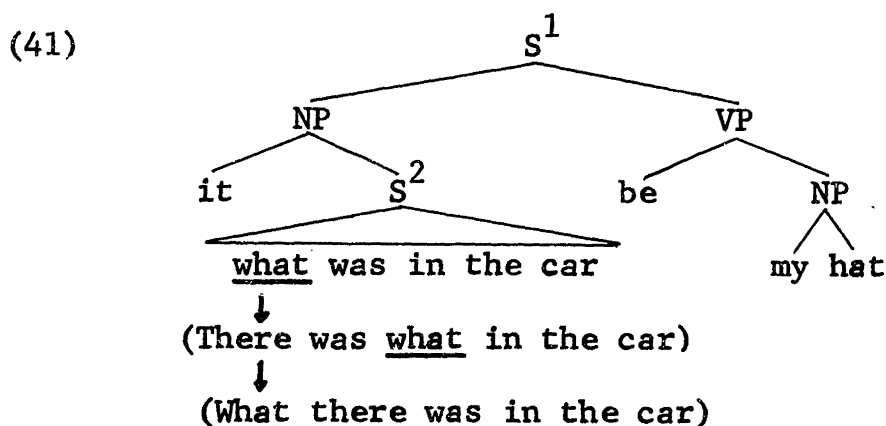 (41) S1
NP VP
it S2 be NP
what was in the car my hat
(There was what in the car)
(What there was in the car)